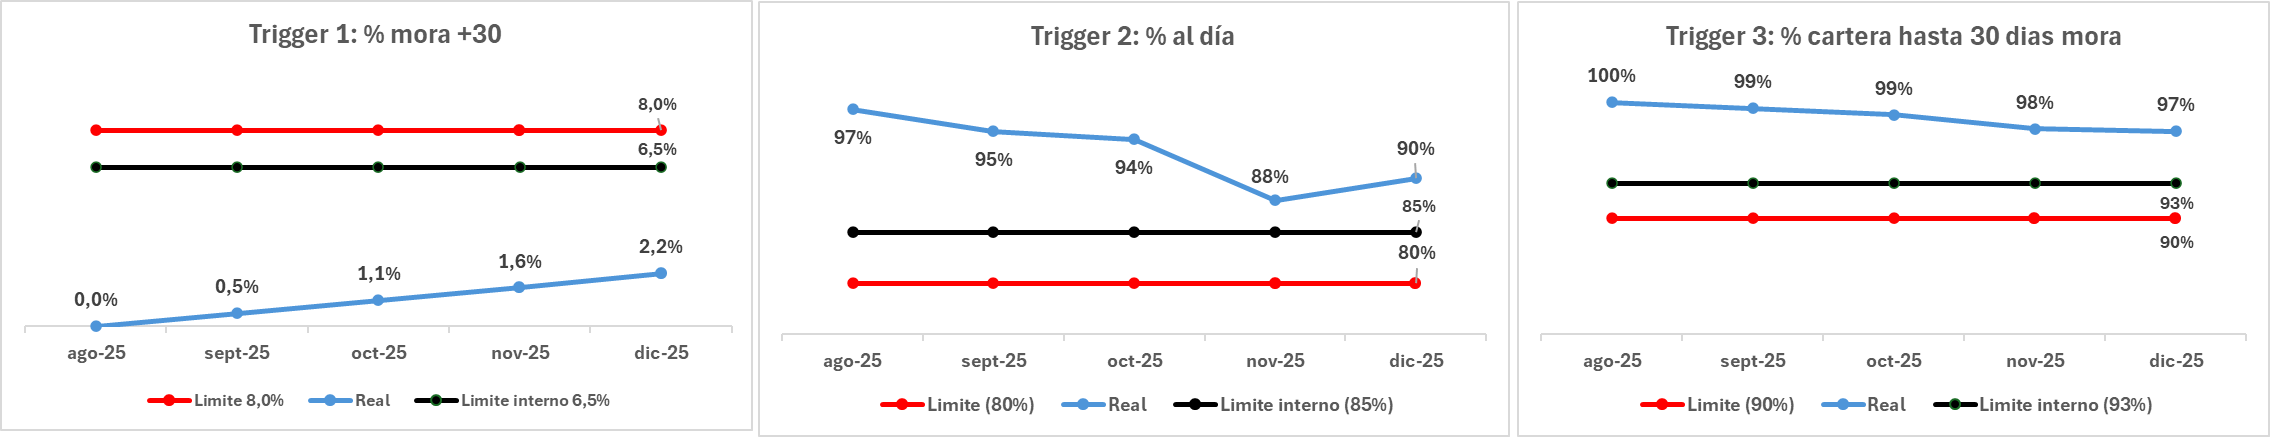 Trigger 1: % mora +30
8,0%
6,5%
2,2%
1,6%
1,1%
0,5%
0,0%
ago-25 sept-25 oct-25 nov-25 dic-25
Limite 8,0% Real Limite interno 6,5%
Trigger 2: % al día
97%
95%
94%
88%
90%
85%
80%
ago-25 sept-25 oct-25 nov-25 dic-25
Limite (80%) Real Limite interno (85%)
Trigger 3: % cartera hasta 30 dias mora
100%
99%
99%
98%
97%
93%
90%
ago-25 sept-25 oct-25 nov-25 dic-25
Limite (90%) Real Limite interno (93%)